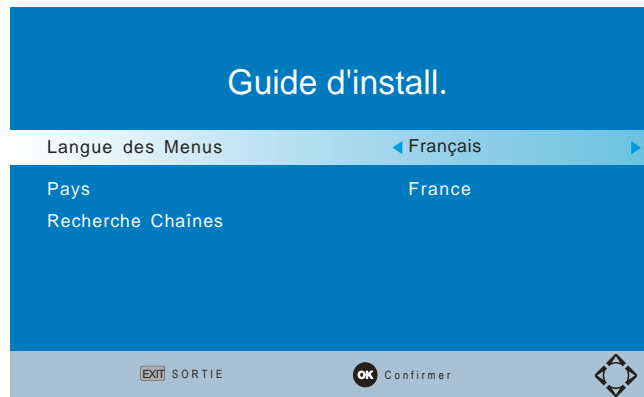 Guide d'install.
Langue des Menus Français
Pays France
Recherche Chaînes
EXIT SORTIE OK Confirmer